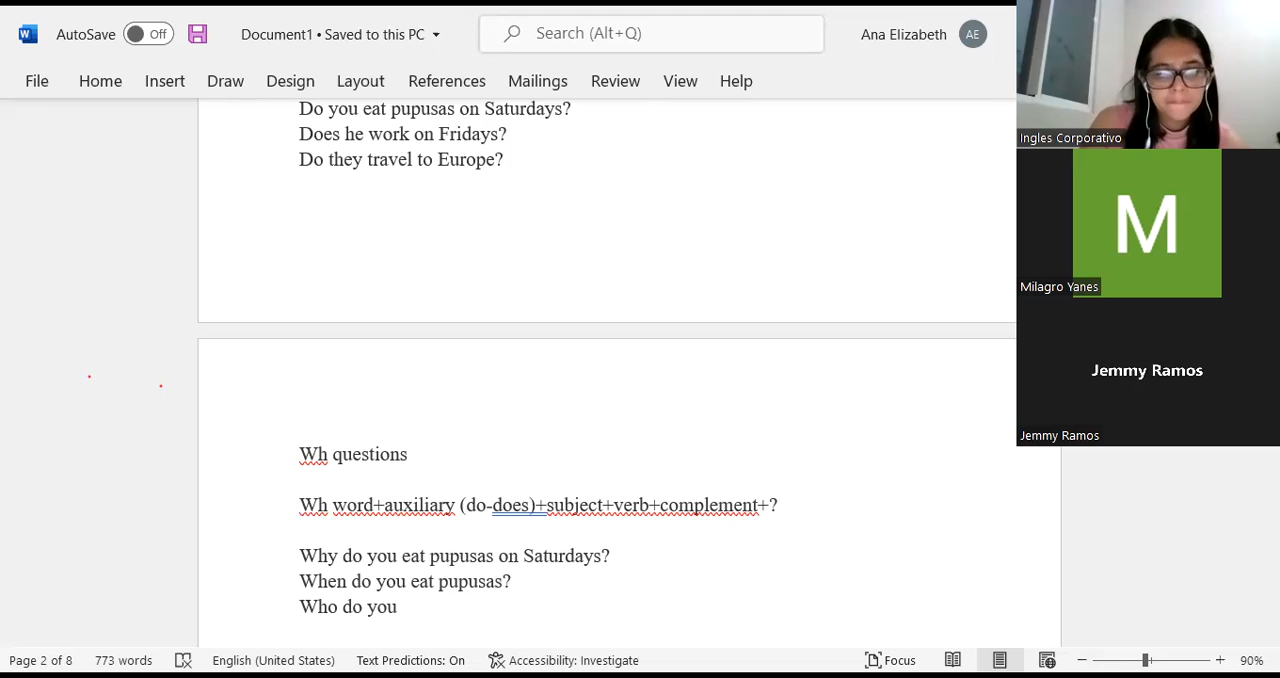 AutoSave Off Document1 • Saved to this PC Search (Alt+Q) Ana Elizabeth AE
File Home Insert Draw Design Layout References Mailings Review View Help
Do you eat pupusas on Saturdays?
Does he work on Fridays?
Do they travel to Europe?
Ingles Corporativo
M
Milagro Yanes
Jemmy Ramos
Jemmy Ramos
Wh questions
Wh word+auxiliary (do-does)+subject+verb+complement+?
Why do you eat pupusas on Saturdays?
When do you eat pupusas?
Who do you
Page 2 of 8 773 words English (United States) Text Predictions: On Accessibility: Investigate Focus 90%